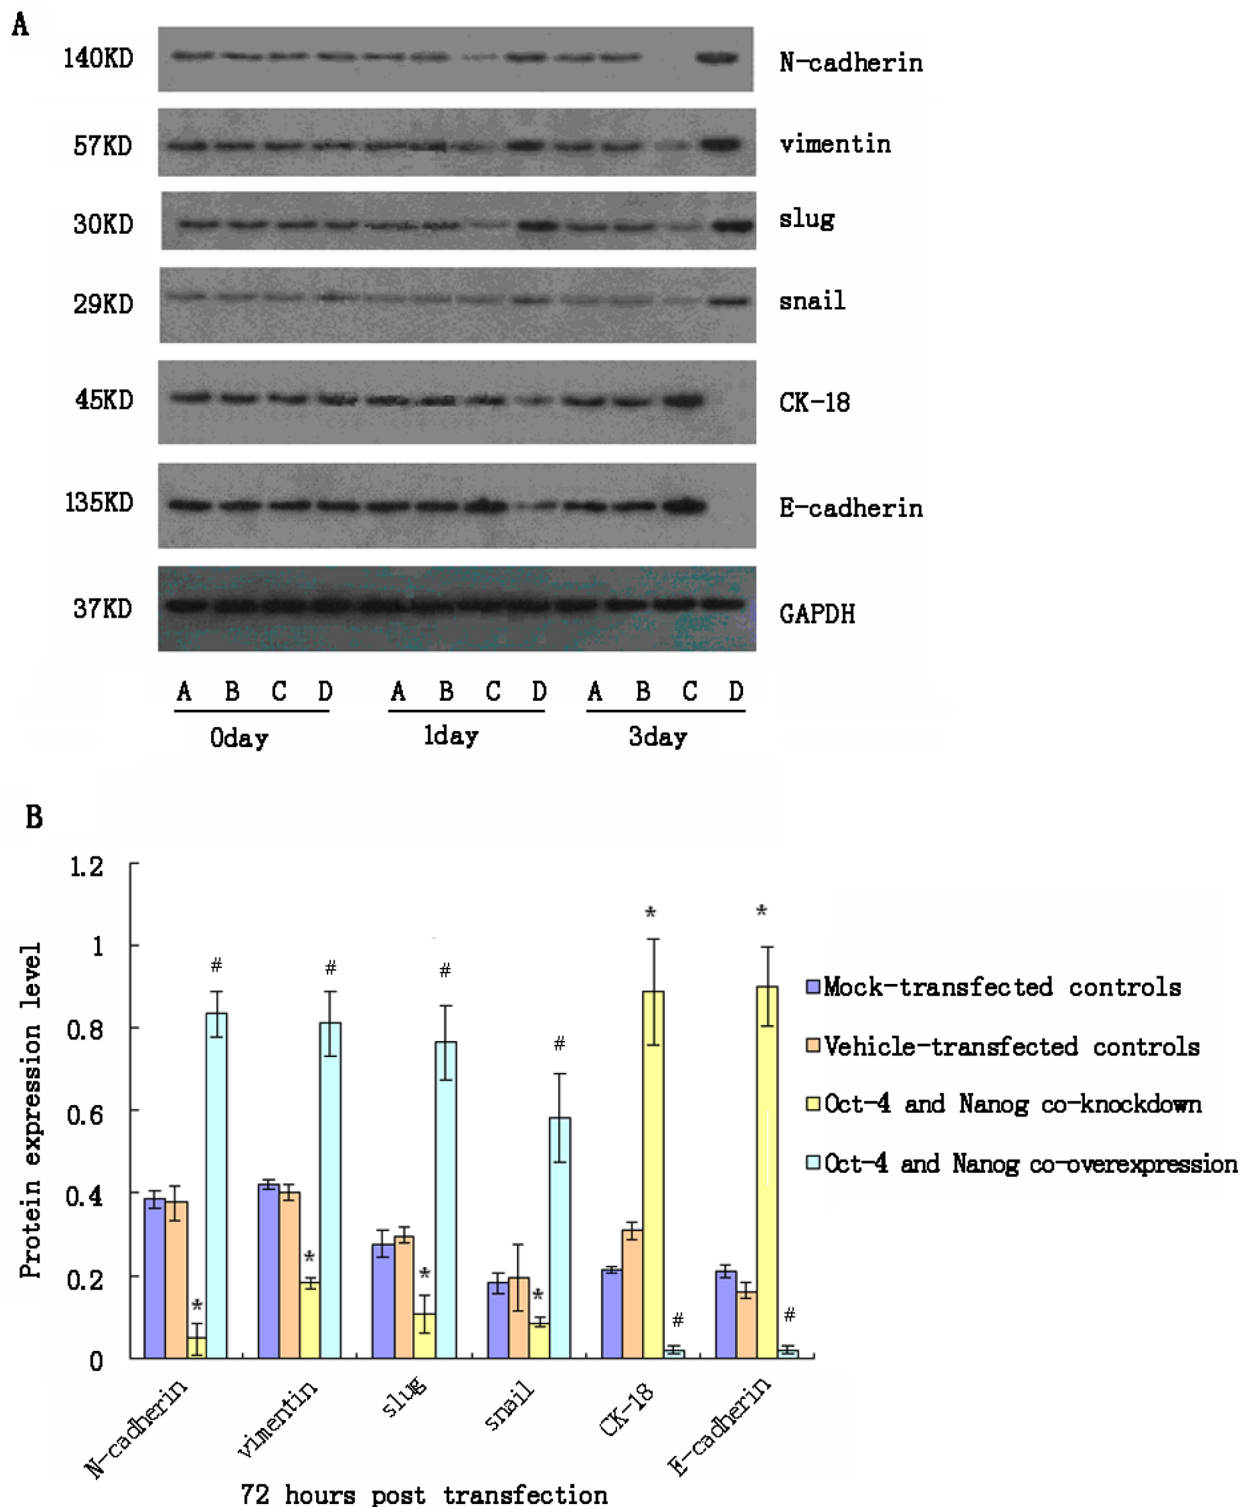 A
140KD N-cadherin
57KD vimentin
30KD slug
29KD snail
45KD CK-18
135KD E-cadherin
37KD GAPDH
A B C D A B C D A B C D
0day 1day 3day
B
Protein expression level
1.2
1
0.8
0.6
0.4
0.2
0
# # # # * *
* * * * # #
Mock-transfected controls
Vehicle-transfected controls
Oct-4 and Nanog co-knockdown
Oct-4 and Nanog co-overexpression
N-cadherin vimentin slug snail CK-18 E-cadherin
72 hours post transfection